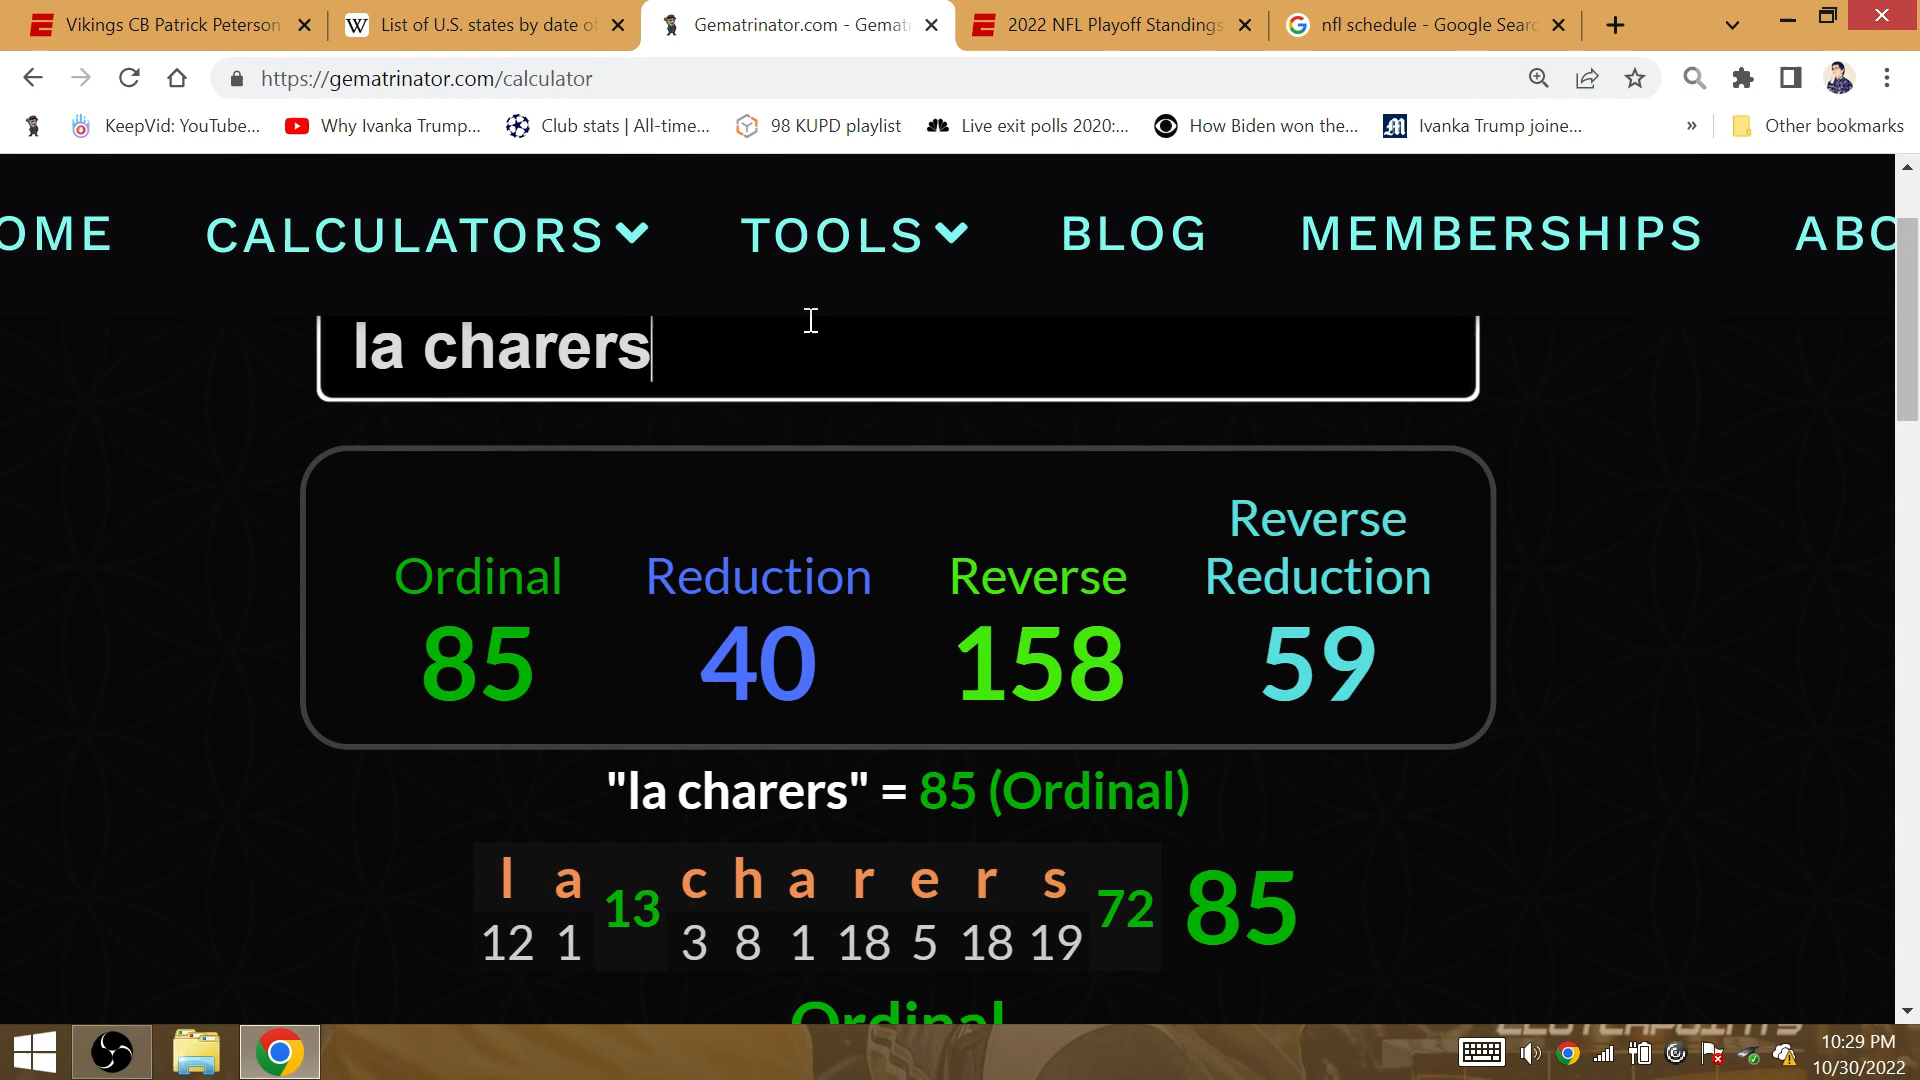 Vikings CB Patrick Peterson
List of U.S. states by date of
Gematrinator.com - Gemat
2022 NFL Playoff Standings
nfl schedule - Google Searc
https://gematrinator.com/calculator
KeepVid: YouTube...
Why Ivanka Trump...
Club stats | All-time...
98 KUPD playlist
Live exit polls 2020:...
How Biden won the...
Ivanka Trump joine...
»
Other bookmarks
OME
CALCULATORS
TOOLS
BLOG
MEMBERSHIPS
ABO
la charers
Ordinal
85
Reduction
40
Reverse
158
Reverse
Reduction
59
"la charers" = 85 (Ordinal)
l a 13 c h a r e r s 72 85
12 1 3 8 1 18 5 18 19
Ordinal
CLUTCHPOINTS
10:29 PM
10/30/2022